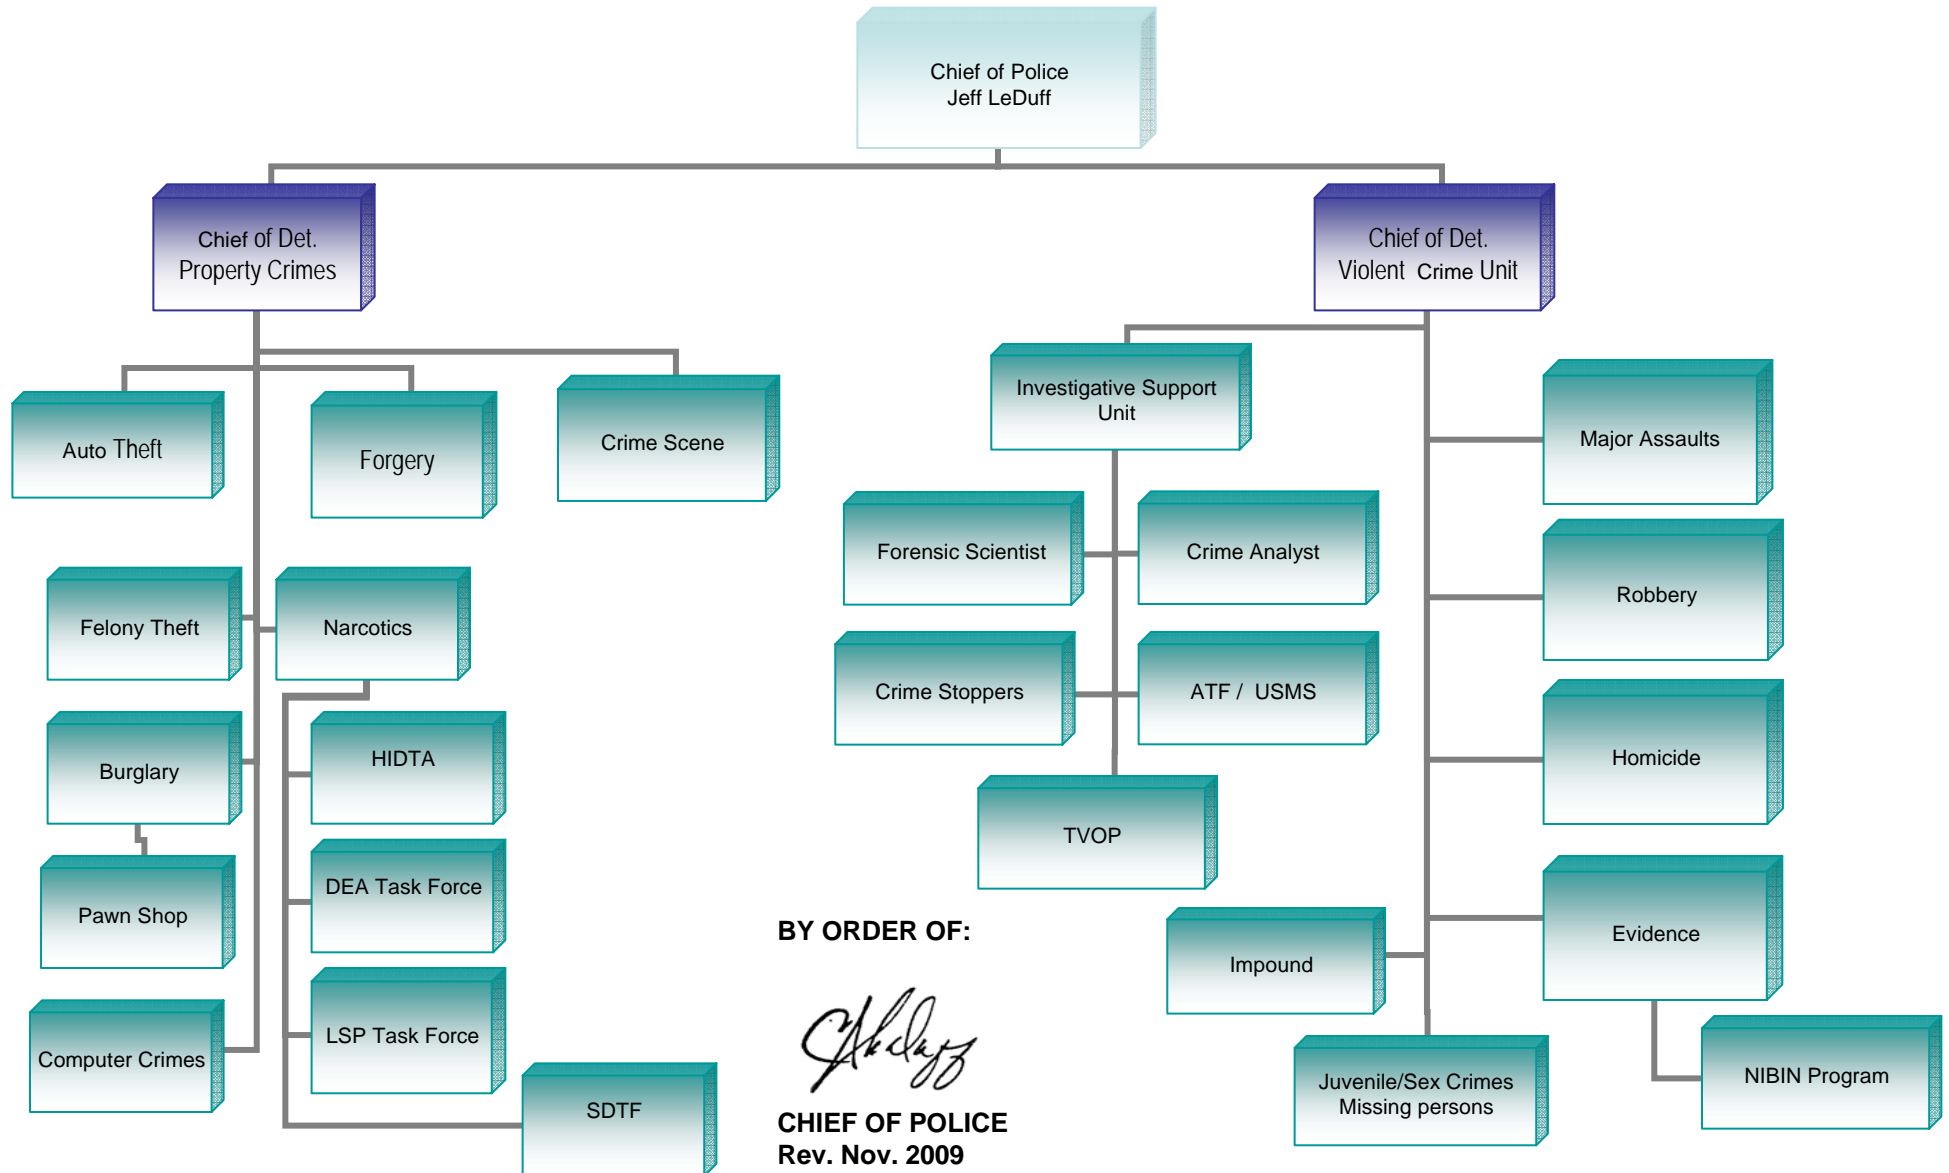 Chief of Police
Jeff LeDuff
Chief of Det.
Property Crimes
Chief of Det.
Violent Crime Unit
Auto Theft
Forgery
Crime Scene
Investigative Support
Unit
Major Assaults
Forensic Scientist
Crime Analyst
Felony Theft
Narcotics
Robbery
Crime Stoppers
ATF / USMS
Burglary
HIDTA
Homicide
TVOP
Pawn Shop
DEA Task Force
BY ORDER OF:
Impound
Evidence
Computer Crimes
LSP Task Force
SDTF
Juvenile/Sex Crimes
Missing persons
NIBIN Program
CHIEF OF POLICE
Rev. Nov. 2009